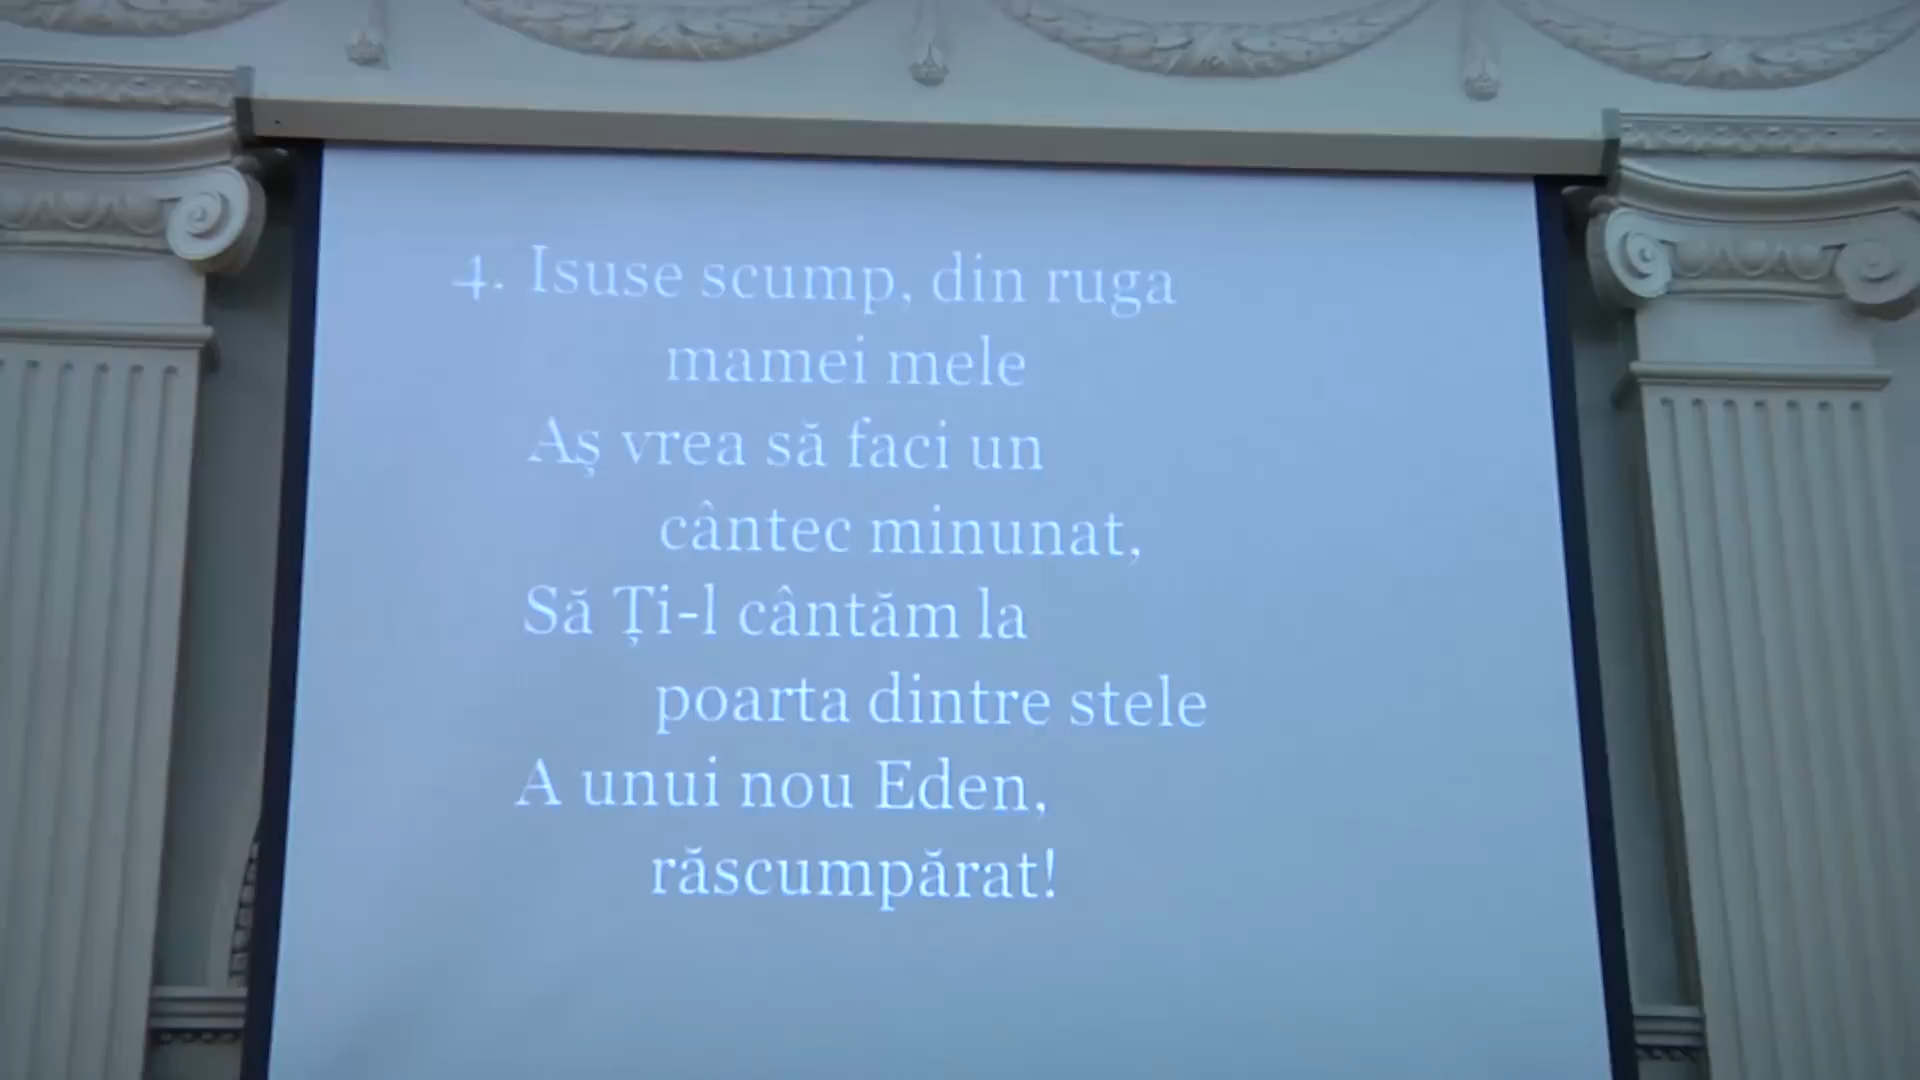 4. Isuse scump, din ruga
mamei mele
Aş vrea să faci un
cântec minunat,
Să Ţi-l cântăm la
poarta dintre stele
A unui nou Eden,
răscumpărat!